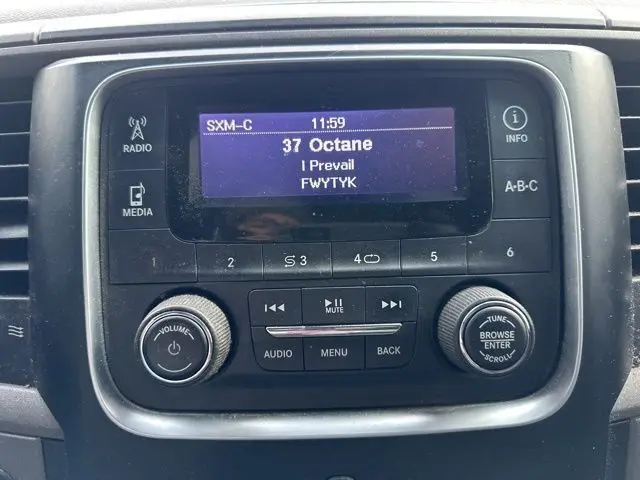 SXM-C 11:59
37 Octane
I Prevail
FWYTYK
RADIO
MEDIA
INFO
A·B·C
1 2 3 4 5 6
MUTE
VOLUME
AUDIO MENU BACK
TUNE
BROWSE
ENTER
SCROLL